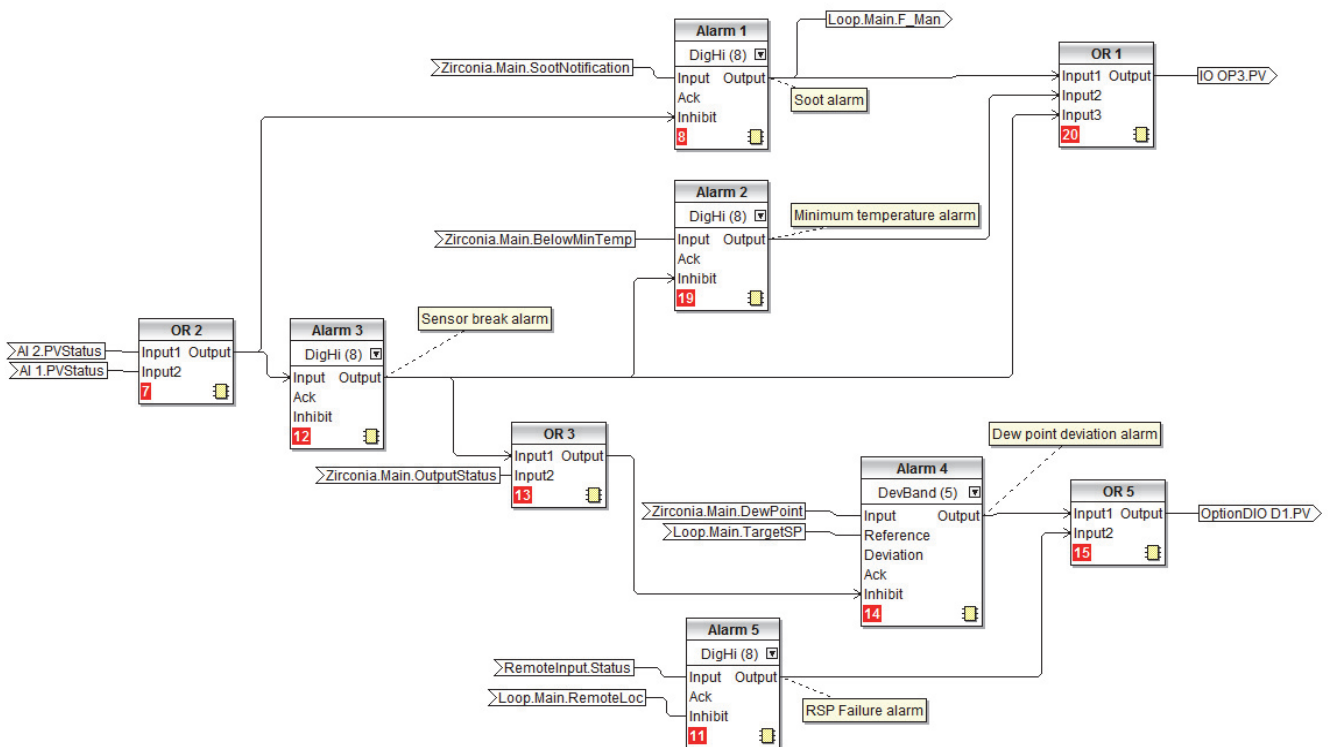 Loop.Main.F_Man
Alarm 1
DigHi (8)
Zirconia.Main.SootNotification
Input Output
Ack
Inhibit
8
Soot alarm
OR 1
Input1 Output
Input2
Input3
20
IO OP3.PV
Alarm 2
DigHi (8)
Minimum temperature alarm
Zirconia.Main.BelowMinTemp
Input Output
Ack
Inhibit
19
Sensor break alarm
OR 2
AI 2.PVStatus
AI 1.PVStatus
Input1 Output
Input2
7
Alarm 3
DigHi (8)
Input Output
Ack
Inhibit
12
OR 3
Input1 Output
Zirconia.Main.OutputStatus
Input2
13
Dew point deviation alarm
Alarm 4
DevBand (5)
Zirconia.Main.DewPoint
Loop.Main.TargetSP
Input Output
Reference
Deviation
Ack
Inhibit
14
OR 5
Input1 Output
Input2
15
OptionDIO D1.PV
Alarm 5
DigHi (8)
RemoteInput.Status
Input Output
Ack
Loop.Main.RemoteLoc
Inhibit
11
RSP Failure alarm